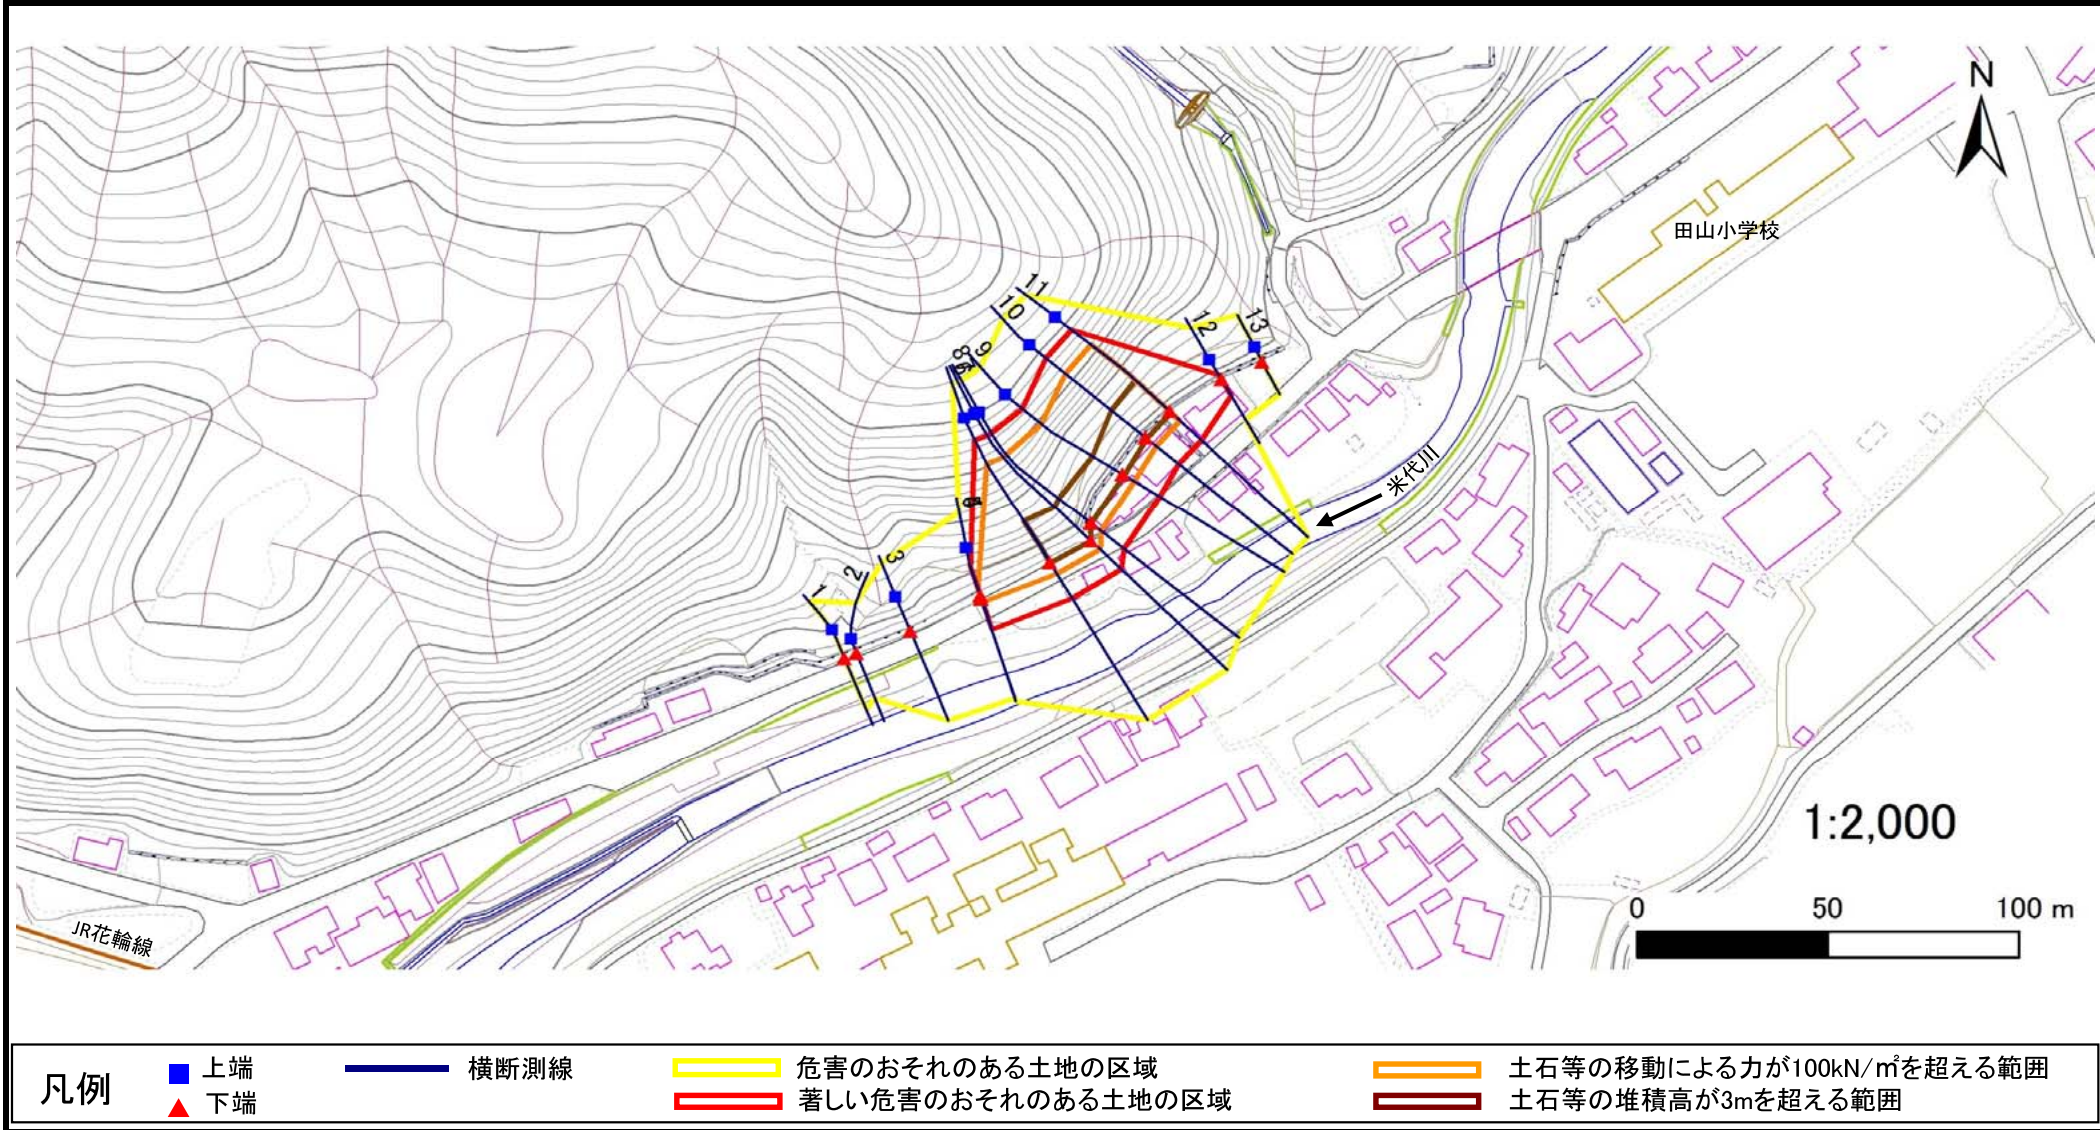 N
田山小学校
11
10
12
13
9
8
米代川
3
2
1
1:2,000
0 50 100 m
JR花輪線
凡例
上端
下端
横断測線
危害のおそれのある土地の区域
著しい危害のおそれのある土地の区域
土石等の移動による力が100kN/㎡を超える範囲
土石等の堆積高が3mを超える範囲